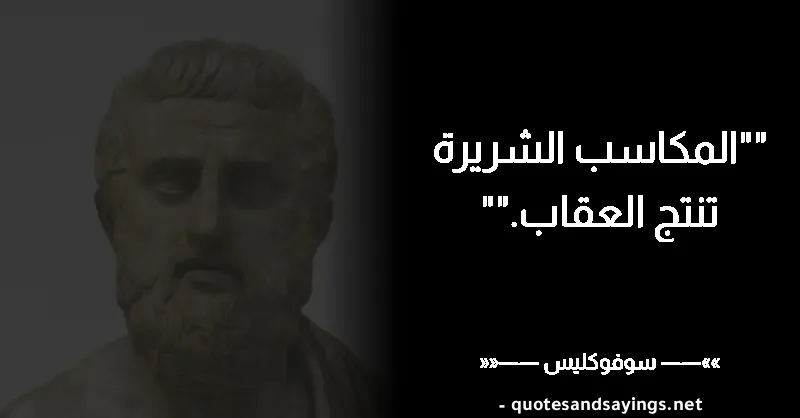 ""المكاسب الشريرة
تنتج العقاب.""
»»―― سوفوكليس ――««
- quotesandsayings.net